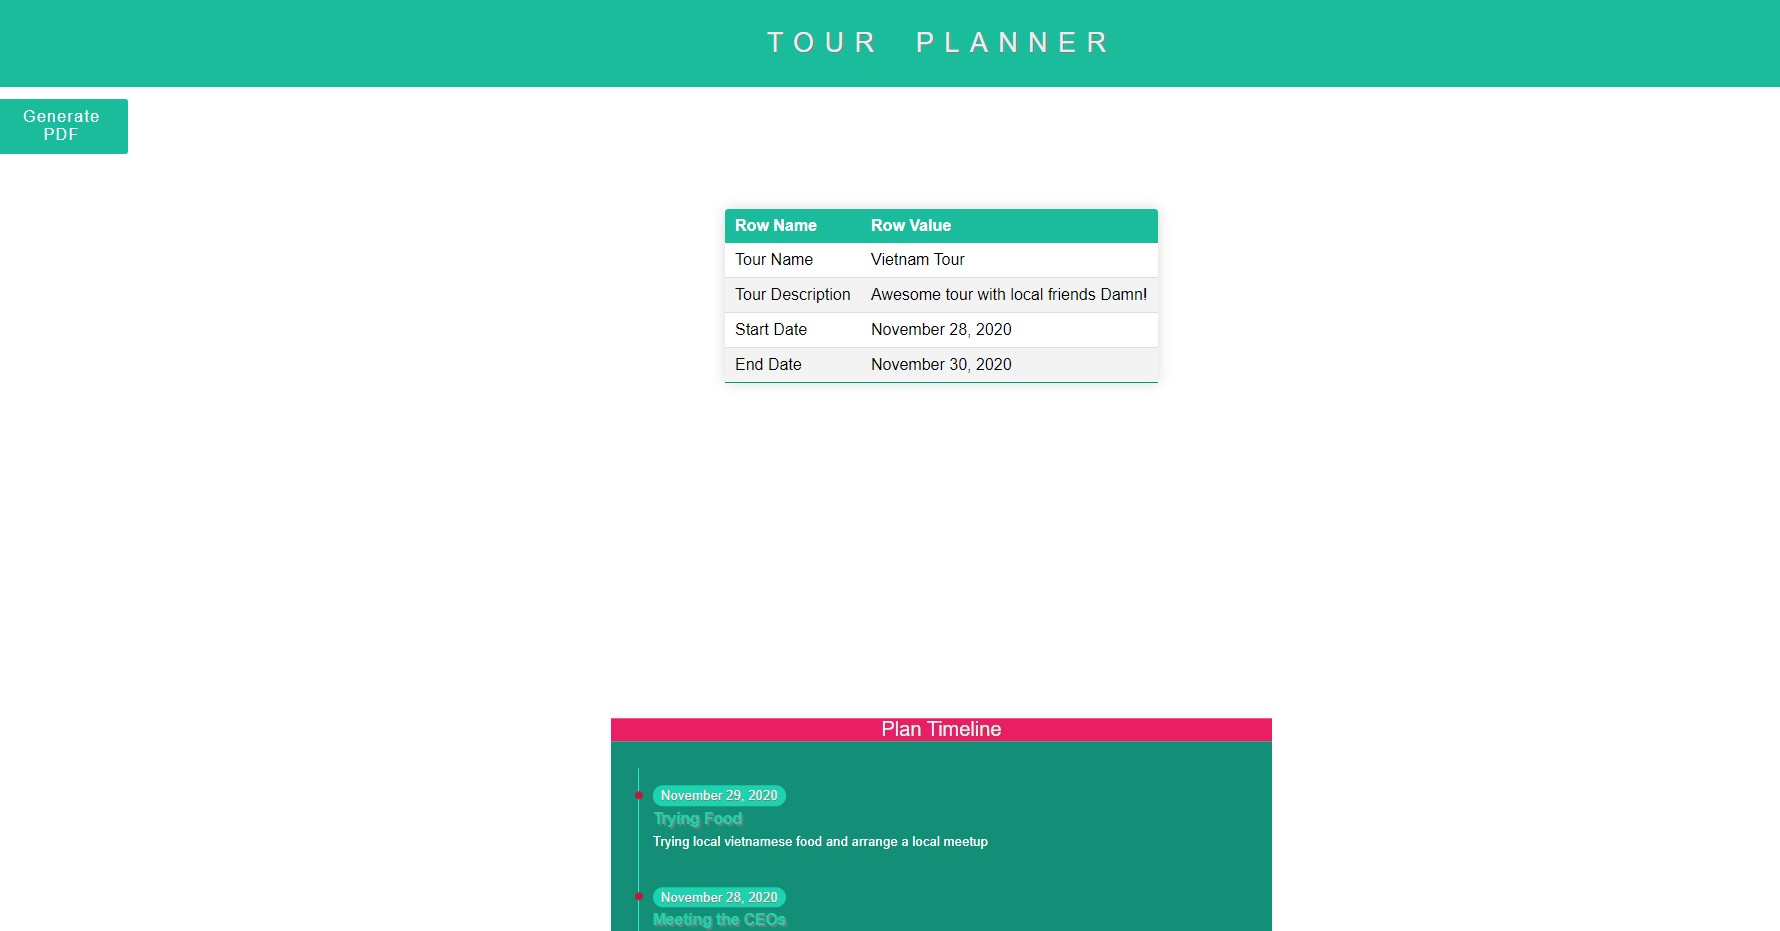 TOUR PLANNER
Generate
PDF
Row Name Row Value
Tour Name Vietnam Tour
Tour Description Awesome tour with local friends Damn!
Start Date November 28, 2020
End Date November 30, 2020
Plan Timeline
November 29, 2020
Trying Food
Trying local vietnamese food and arrange a local meetup
November 28, 2020
Meeting the CEOs